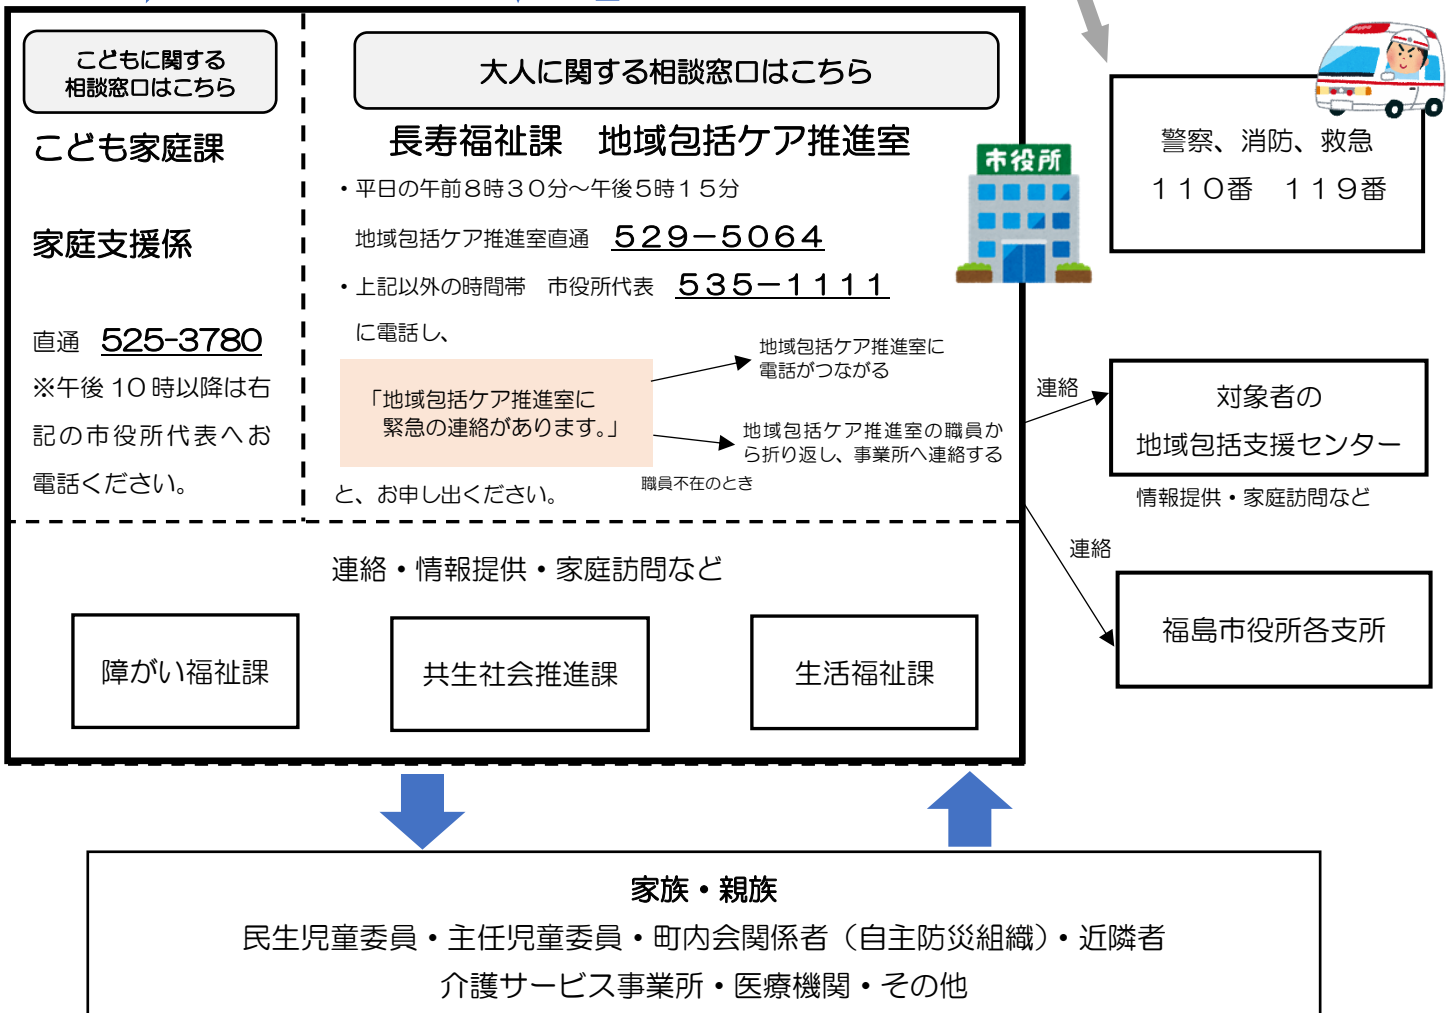 こどもに関する
相談窓口はこちら
こども家庭課
家庭支援係
直通 525-3780
※午後10時以降は右
記の市役所代表へお
電話ください。
大人に関する相談窓口はこちら
長寿福祉課 地域包括ケア推進室
・平日の午前8時30分～午後5時15分
地域包括ケア推進室直通 529－5064
・上記以外の時間帯 市役所代表 535－1111
に電話し、
「地域包括ケア推進室に
緊急の連絡があります。」
地域包括ケア推進室に
電話がつながる
地域包括ケア推進室の職員か
ら折り返し、事業所へ連絡する
職員不在のとき
と、お申し出ください。
市役所
連絡・情報提供・家庭訪問など
障がい福祉課
共生社会推進課
生活福祉課
警察、消防、救急
110番 119番
連絡
対象者の
地域包括支援センター
情報提供・家庭訪問など
連絡
福島市役所各支所
家族・親族
民生児童委員・主任児童委員・町内会関係者（自主防災組織）・近隣者
介護サービス事業所・医療機関・その他